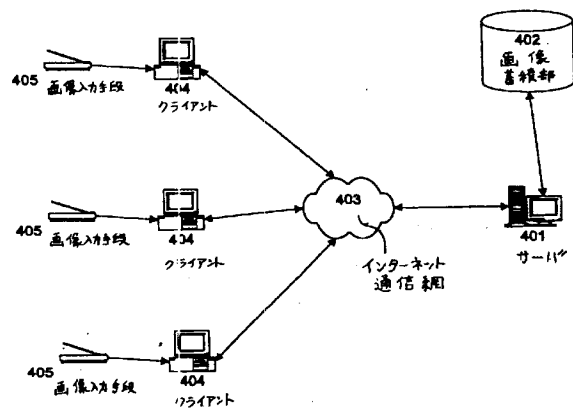 405 画像入力手段
404
クライアント
402
画像
蓄積部
405 画像入力手段
404
クライアント
403
インターネット
通信網
401
サーバ
405 画像入力手段
404
クライアント